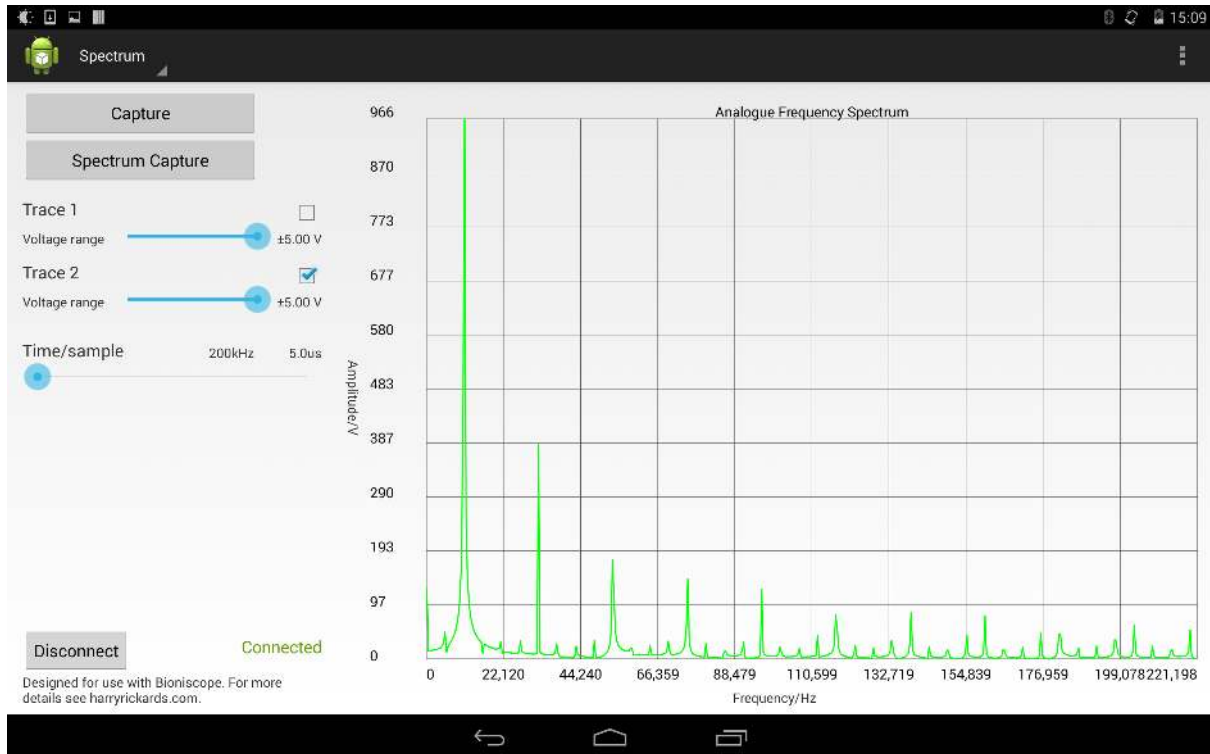 15:09
Spectrum
Capture
Spectrum Capture
Trace 1
Voltage range ±5.00 V
Trace 2
Voltage range ±5.00 V
Time/sample 200kHz 5.0us
Disconnect Connected
Designed for use with Bioniscope. For more
details see harryrickards.com.
Analogue Frequency Spectrum
966
870
773
677
580
483
387
290
193
97
0
Amplitude/V
0 22,120 44,240 66,359 88,479 110,599 132,719 154,839 176,959 199,078 221,198
Frequency/Hz